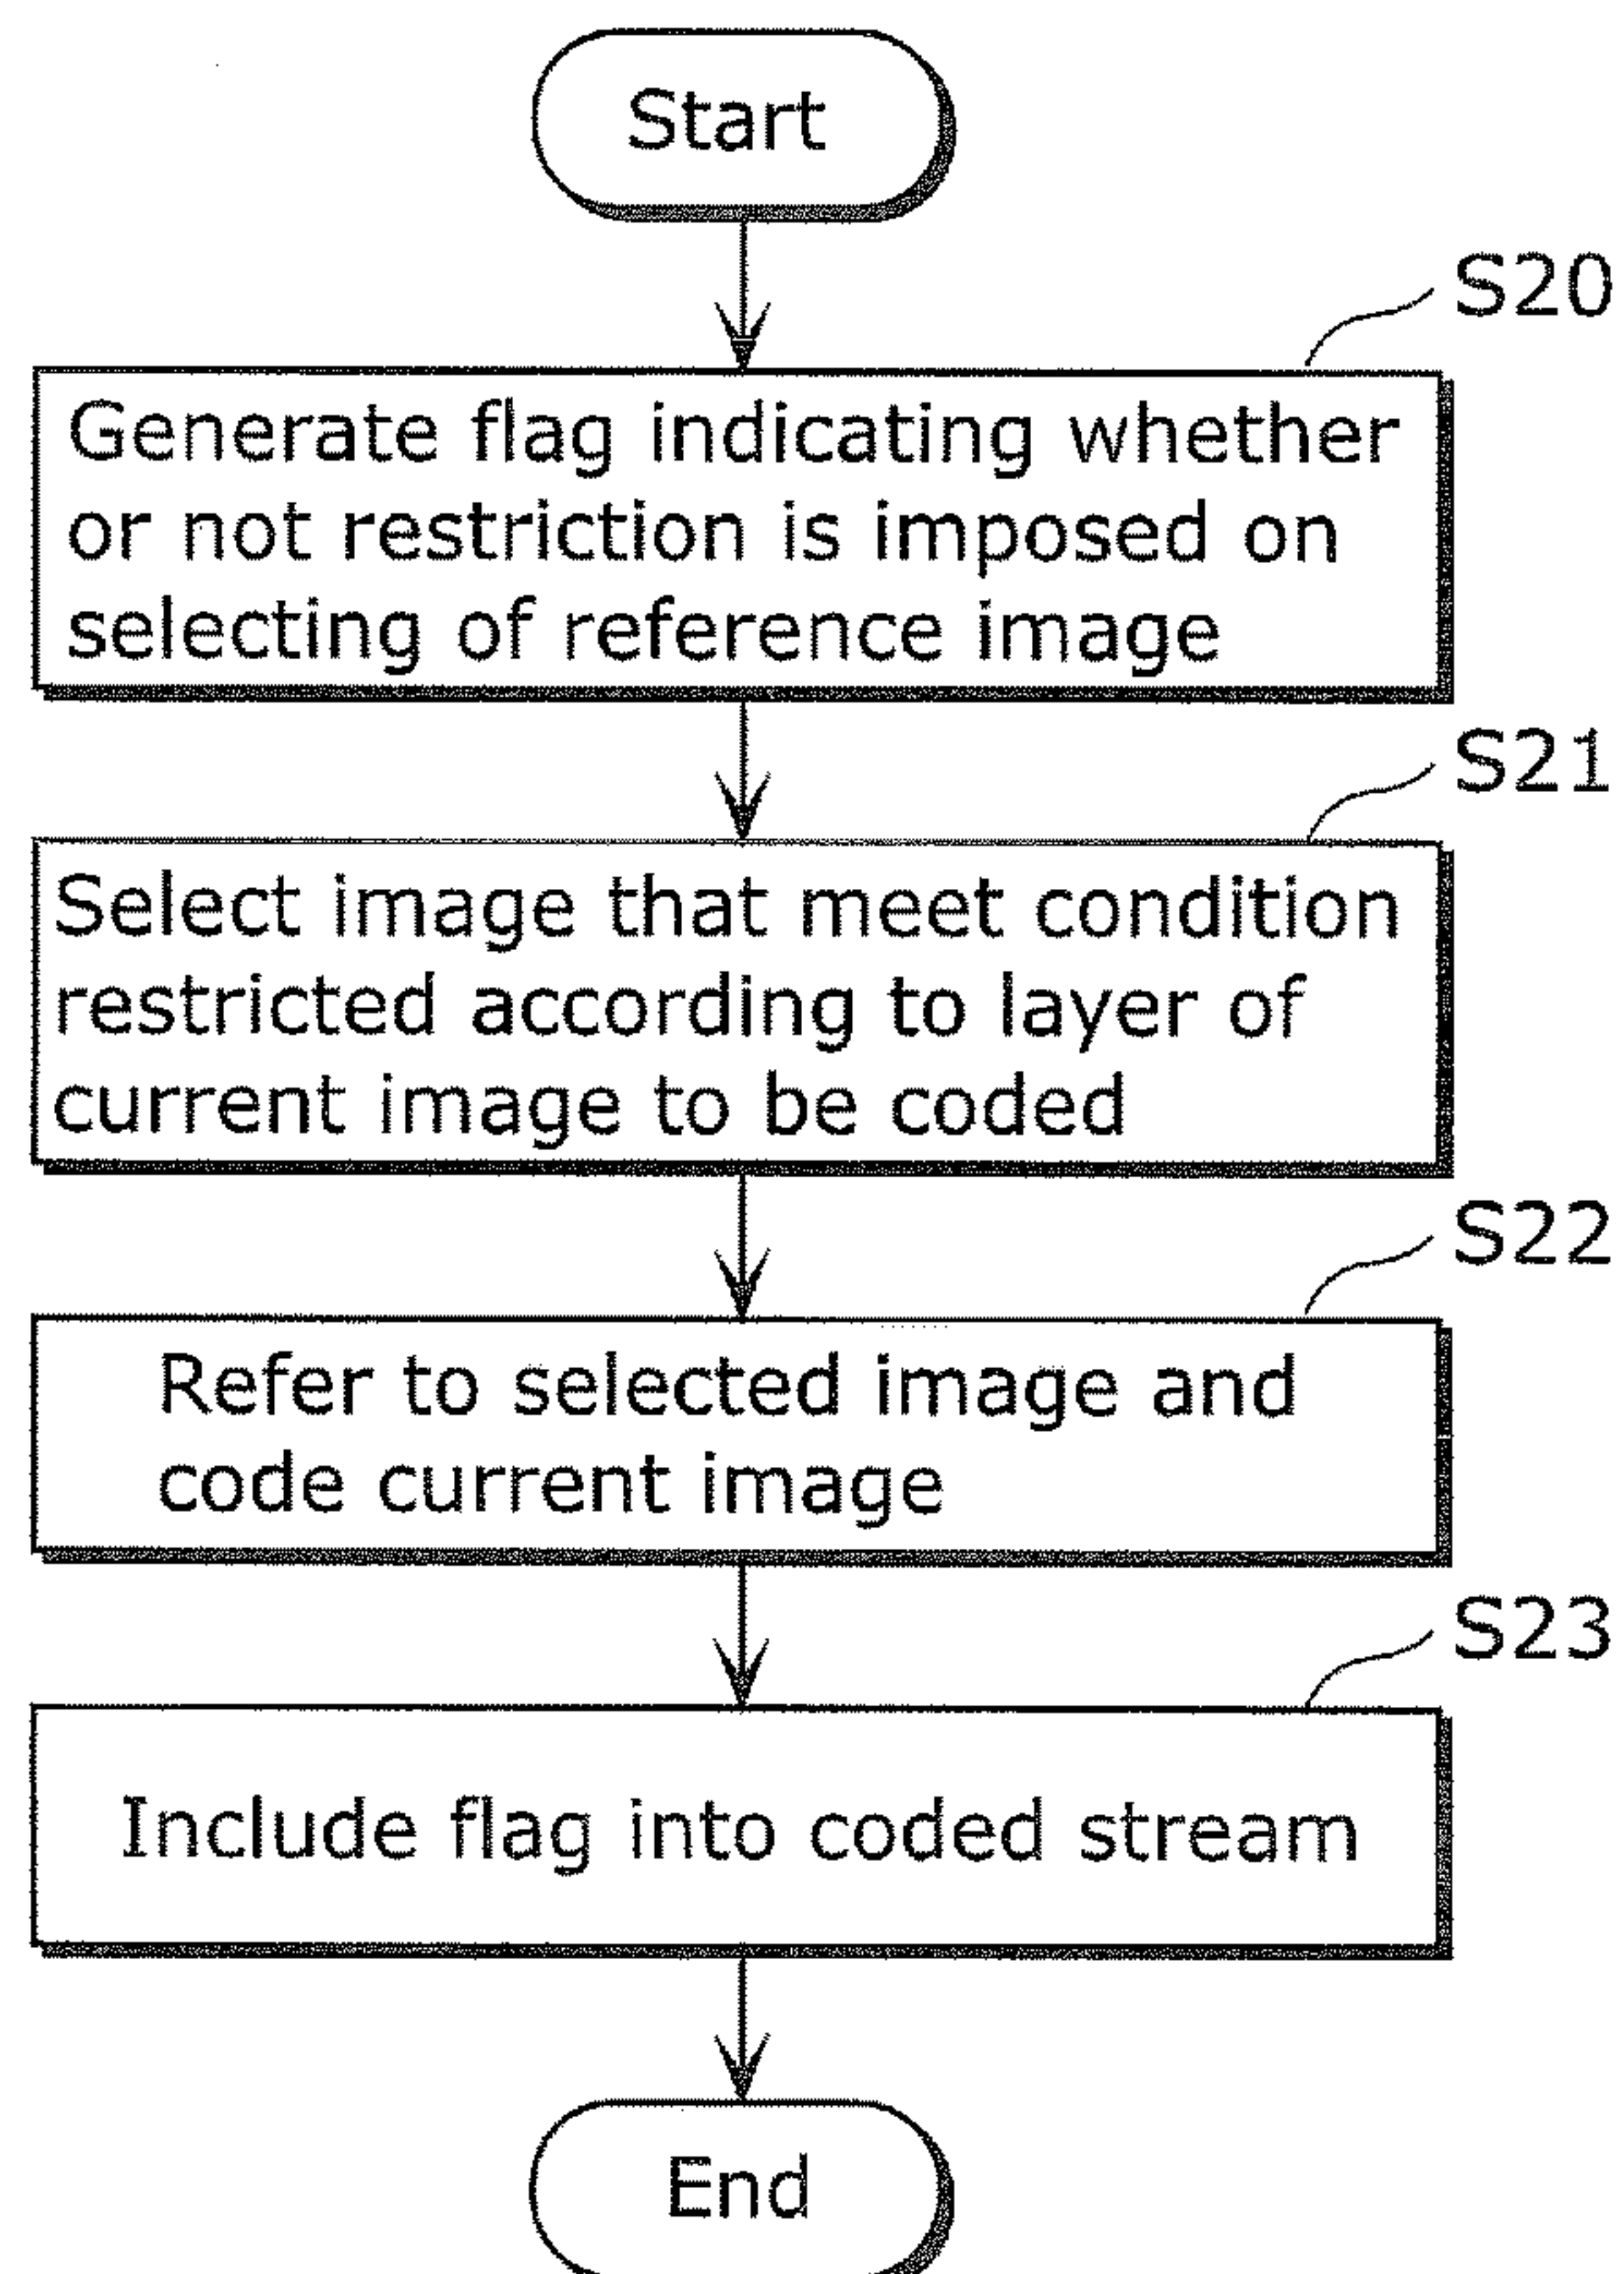 Start
S20
Generate flag indicating whether
or not restriction is imposed on
selecting of reference image
S21
Select image that meet condition
restricted according to layer of
current image to be coded
S22
Refer to selected image and
code current image
S23
Include flag into coded stream
End